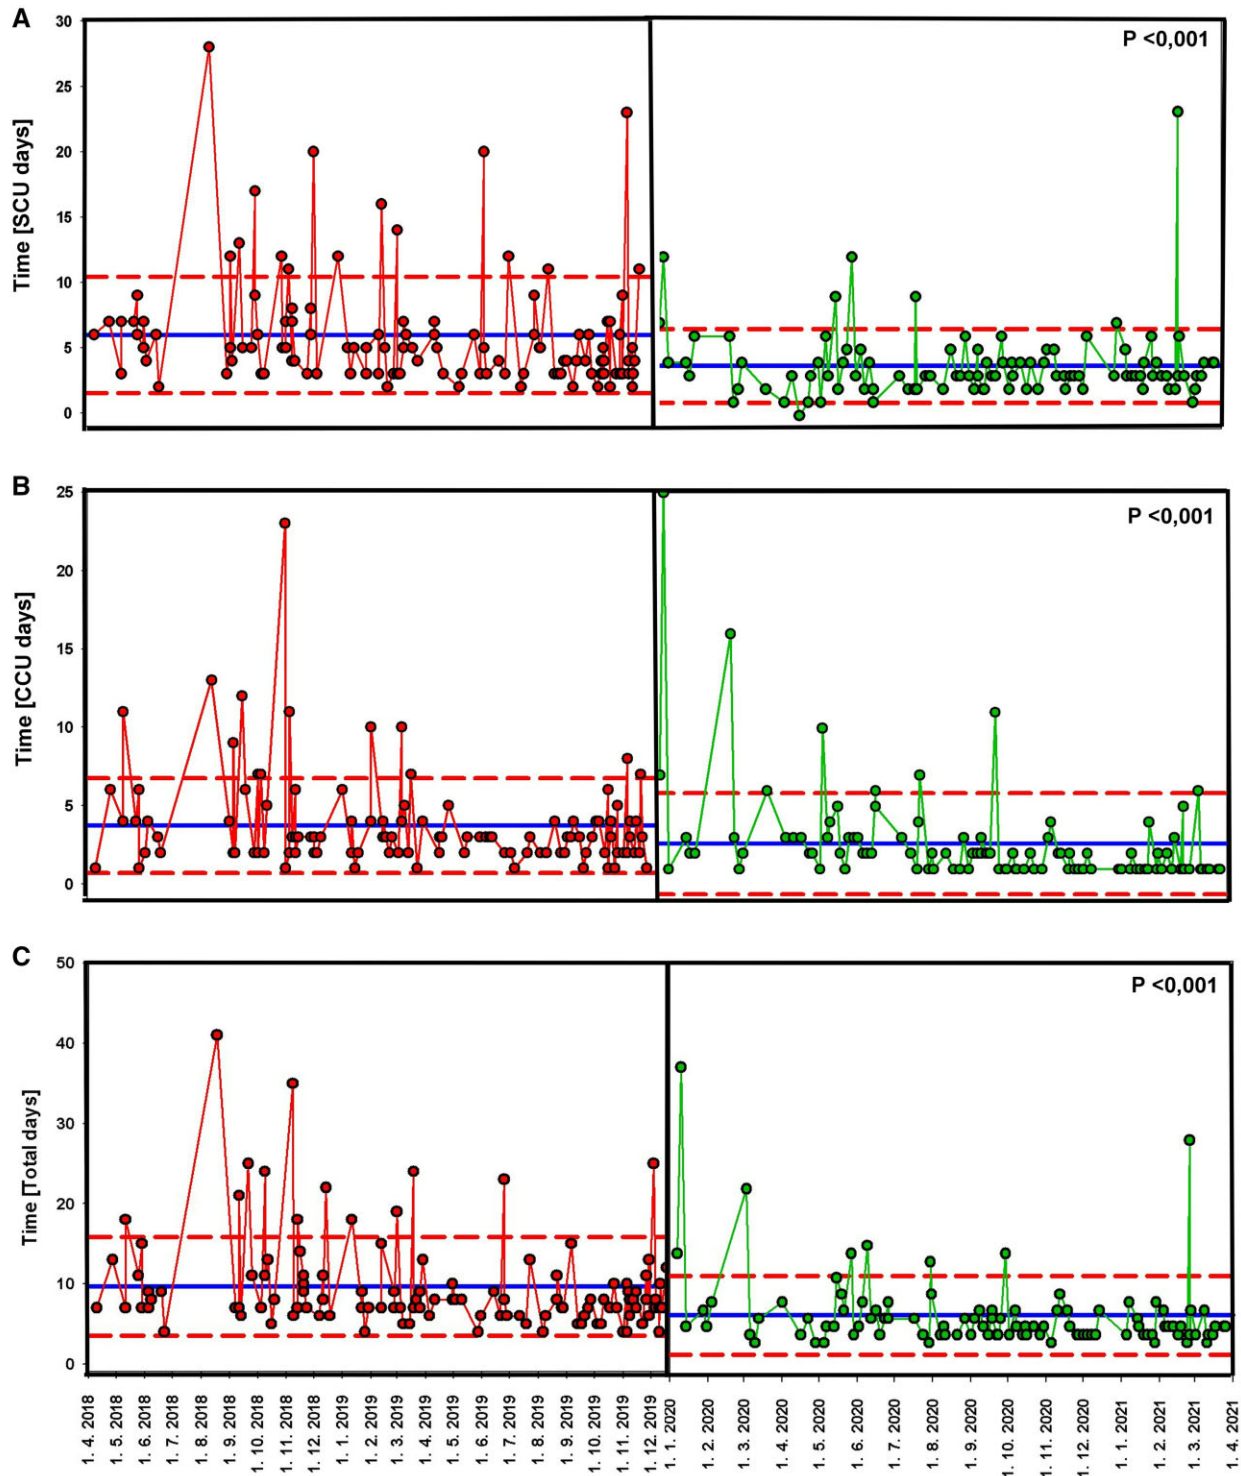 A
30
P <0,001
25
20
15
10
5
0
Time [SCU days]
B
25
P <0,001
20
15
10
5
0
Time [CCU days]
C
50
P <0,001
40
30
20
10
0
Time [Total days]
1. 4. 2018
1. 5. 2018
1. 6. 2018
1. 7. 2018
1. 8. 2018
1. 9. 2018
1. 10. 2018
1. 11. 2018
1. 12. 2018
1. 1. 2019
1. 2. 2019
1. 3. 2019
1. 4. 2019
1. 5. 2019
1. 6. 2019
1. 7. 2019
1. 8. 2019
1. 9. 2019
1. 10. 2019
1. 11. 2019
1. 12. 2019
1. 1. 2020
1. 2. 2020
1. 3. 2020
1. 4. 2020
1. 5. 2020
1. 6. 2020
1. 7. 2020
1. 8. 2020
1. 9. 2020
1. 10. 2020
1. 11. 2020
1. 12. 2020
1. 1. 2021
1. 2. 2021
1. 3. 2021
1. 4. 2021